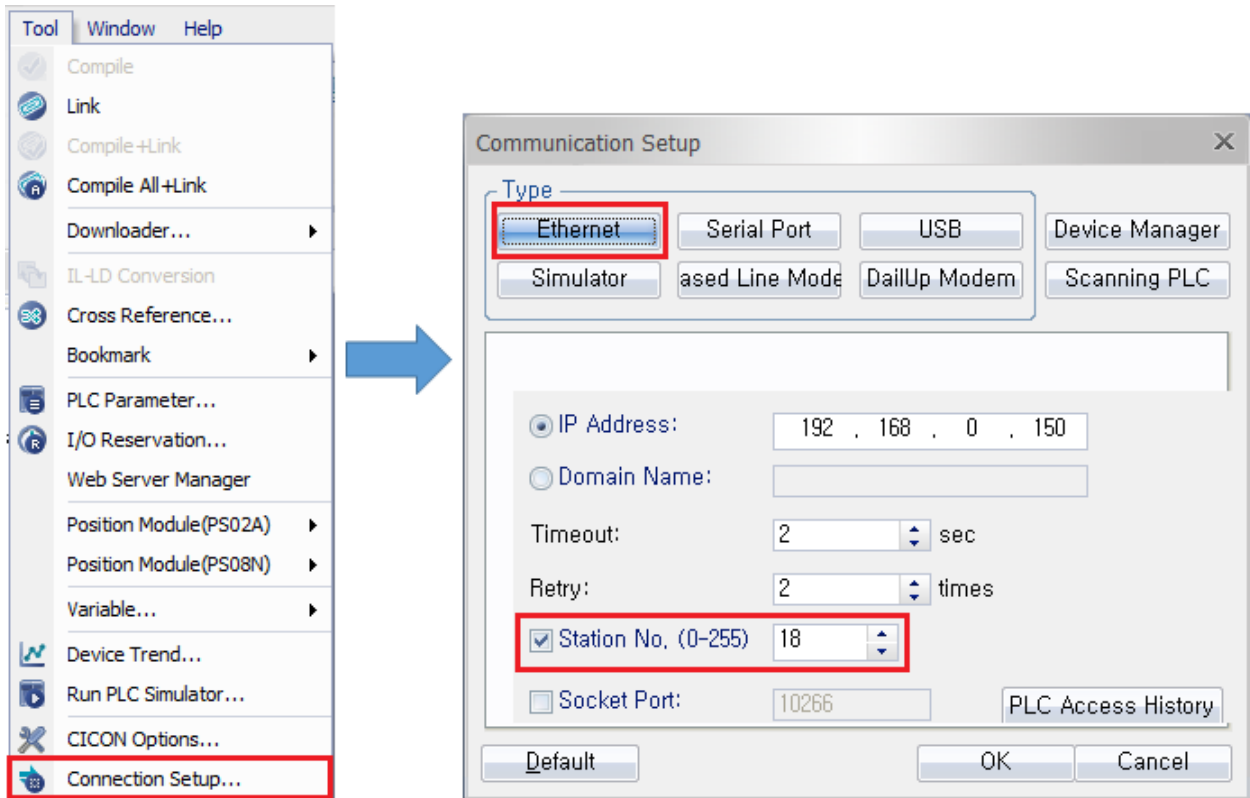 Tool Window Help
Compile
Link
Compile+Link
Compile All+Link
Downloader...
IL-LD Conversion
Cross Reference...
Bookmark
PLC Parameter...
I/O Reservation...
Web Server Manager
Position Module(PS02A)
Position Module(PS08N)
Variable...
Device Trend...
Run PLC Simulator...
CICON Options...
Connection Setup...
Communication Setup
Type
Ethernet Serial Port USB Device Manager
Simulator ased Line Mode DailUp Modem Scanning PLC
IP Address: 192 . 168 . 0 . 150
Domain Name:
Timeout: 2 sec
Retry: 2 times
Station No, (0-255) 18
Socket Port: 10266 PLC Access History
Default OK Cancel